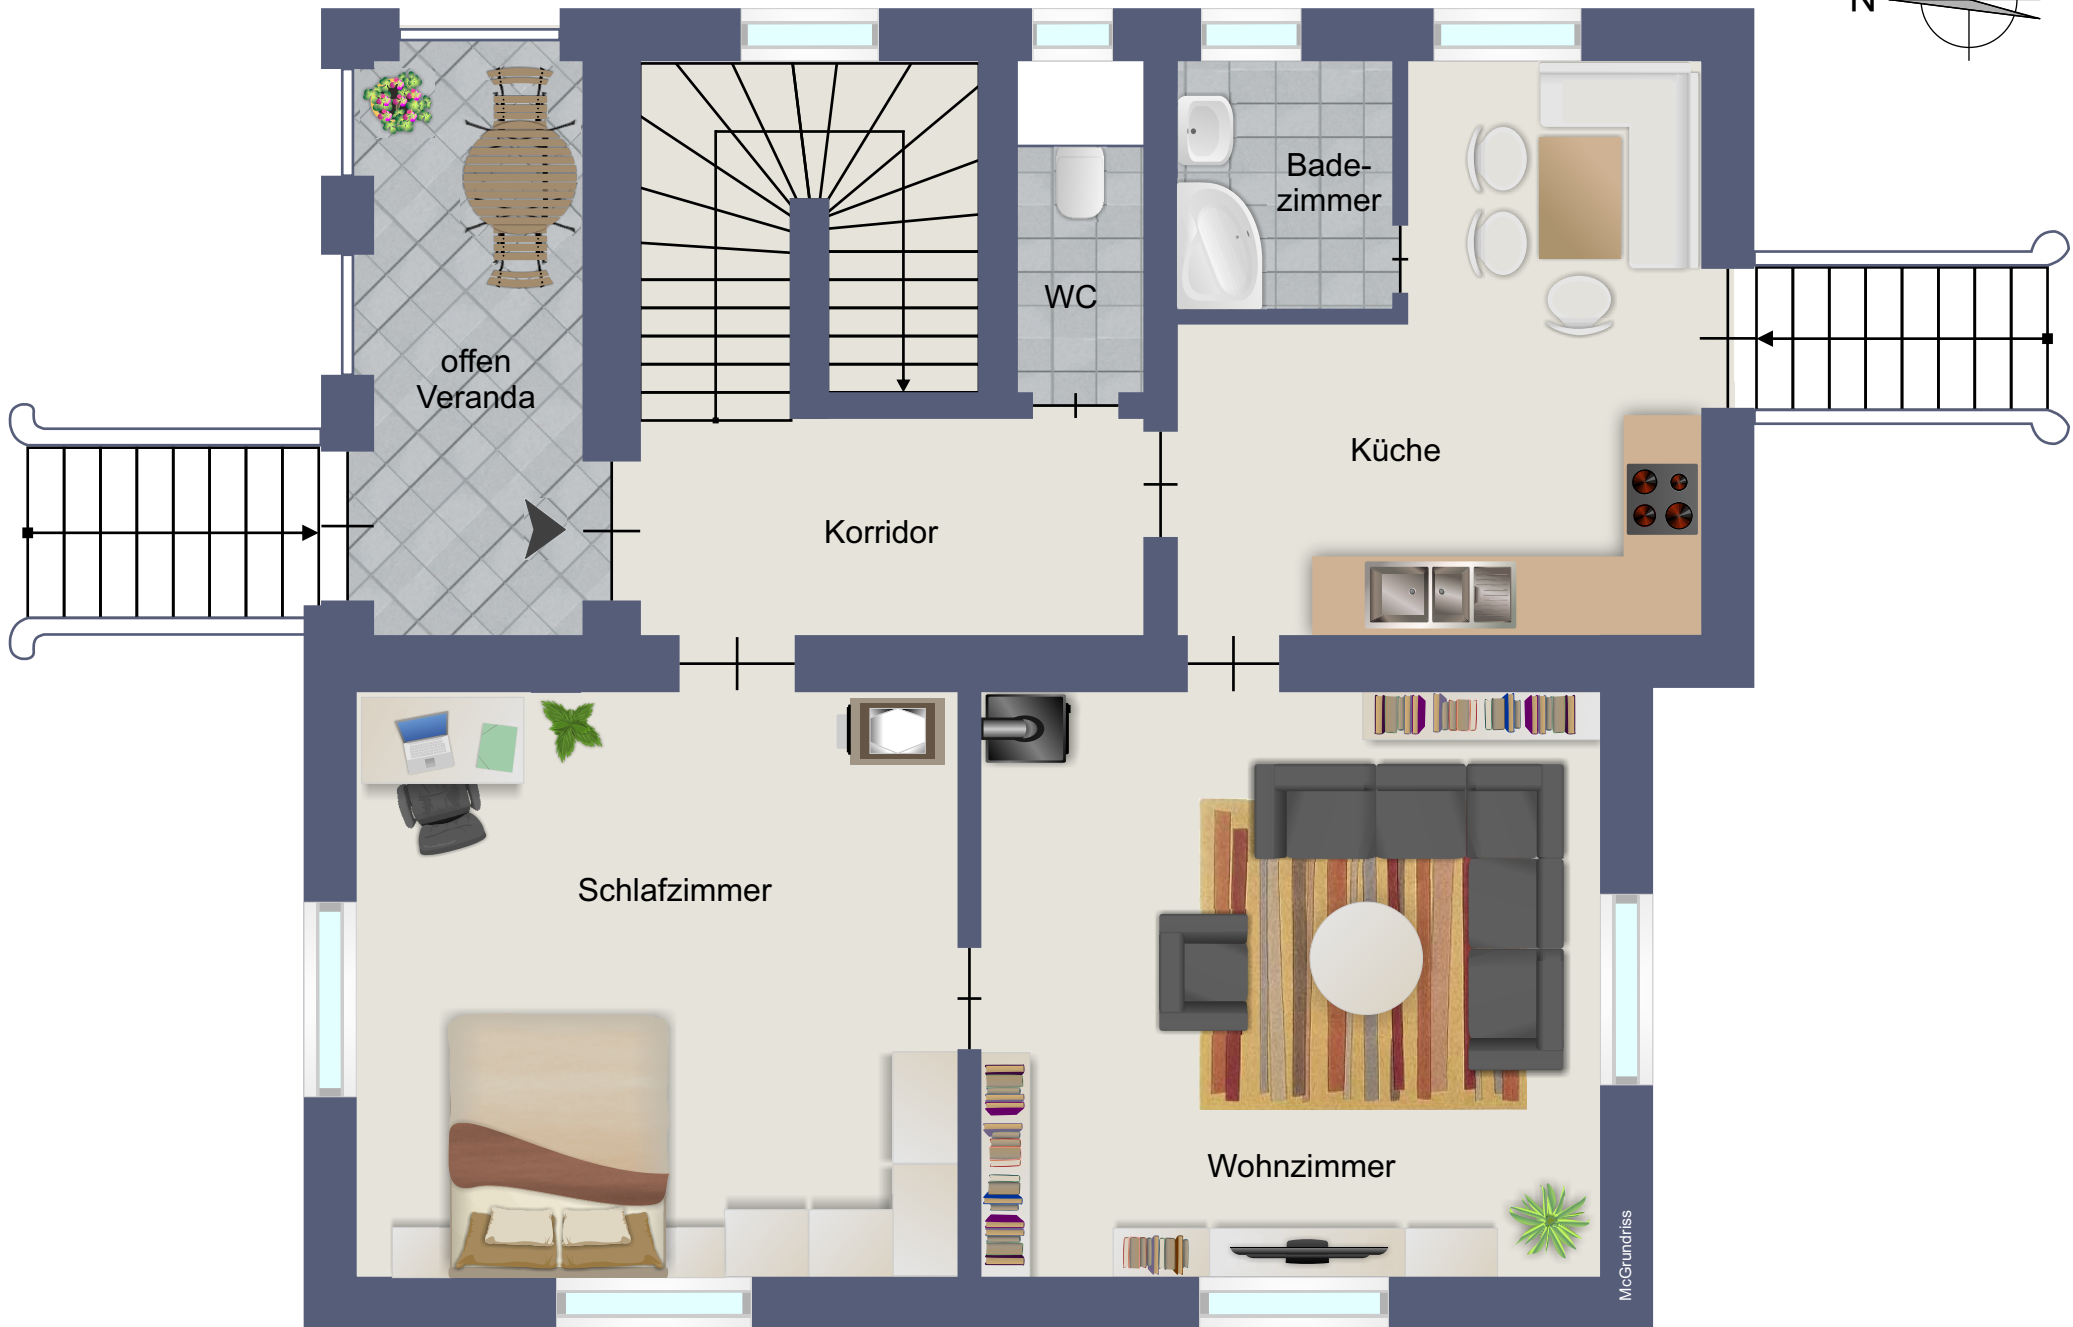 N
Bade-
zimmer
WC
offen
Veranda
Küche
Korridor
Schlafzimmer
Wohnzimmer
McGrundriss